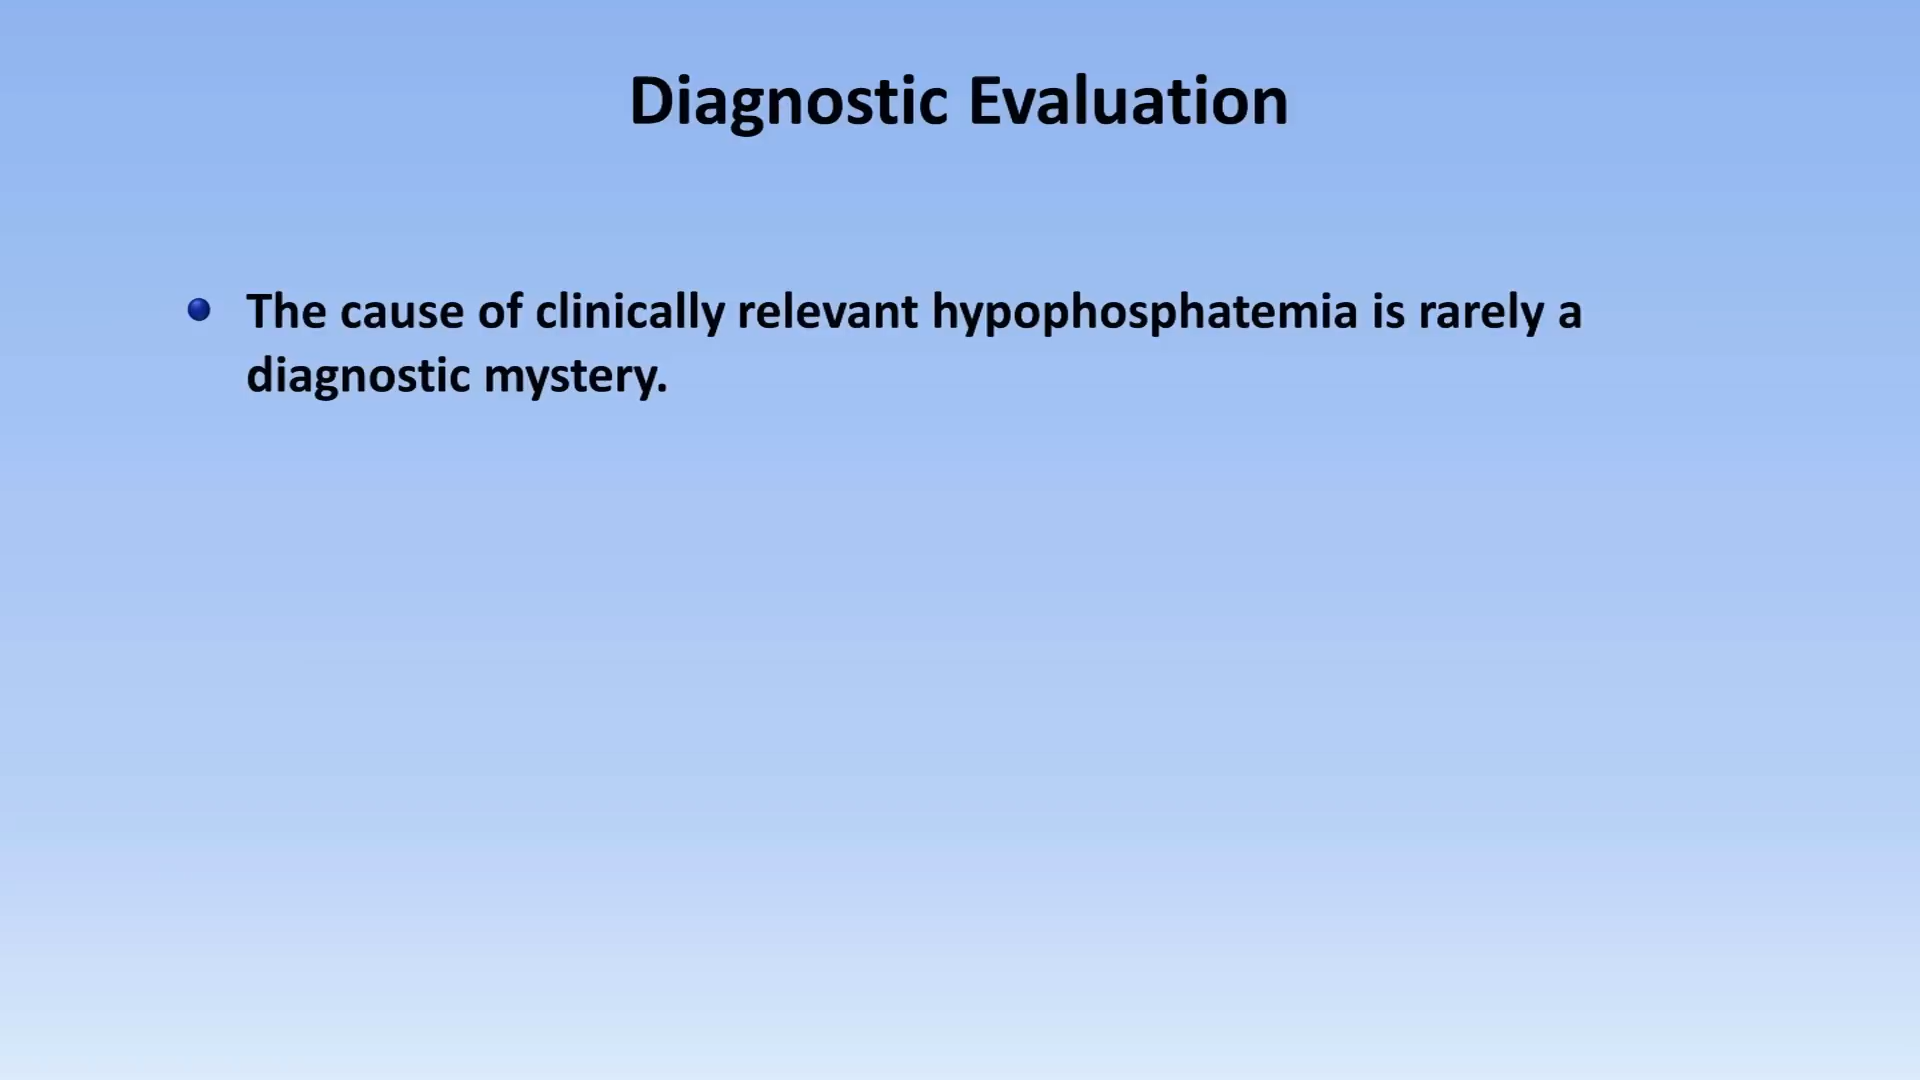 Diagnostic Evaluation
The cause of clinically relevant hypophosphatemia is rarely a
diagnostic mystery.